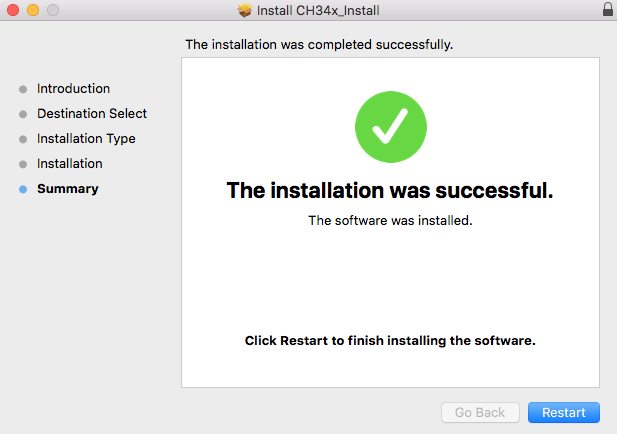 Install CH34x_Install
The installation was completed successfully.
Introduction
Destination Select
Installation Type
Installation
Summary
The installation was successful.
The software was installed.
Click Restart to finish installing the software.
Go Back
Restart